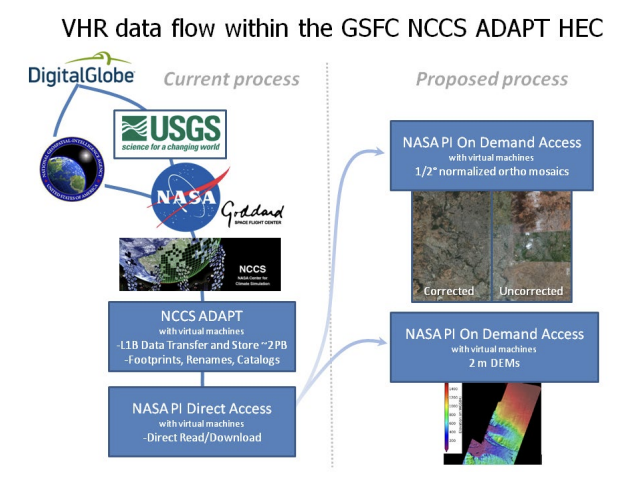 VHR data flow within the GSFC NCCS ADAPT HEC
DigitalGlobe
Current process
USGS
science for a changing world
NATIONAL GEOSPATIAL-INTELLIGENCE AGENCY
UNITED STATES OF AMERICA
NASA
Goddard
SPACE FLIGHT CENTER
NCCS
NASA Center for
Climate Simulation
NCCS ADAPT
with virtual machines
-L1B Data Transfer and Store ~2PB
-Footprints, Renames, Catalogs
NASA PI Direct Access
with virtual machines
-Direct Read/Download
Proposed process
NASA PI On Demand Access
with virtual machines
1/2° normalized ortho mosaics
Corrected
Uncorrected
NASA PI On Demand Access
with virtual machines
2 m DEMs